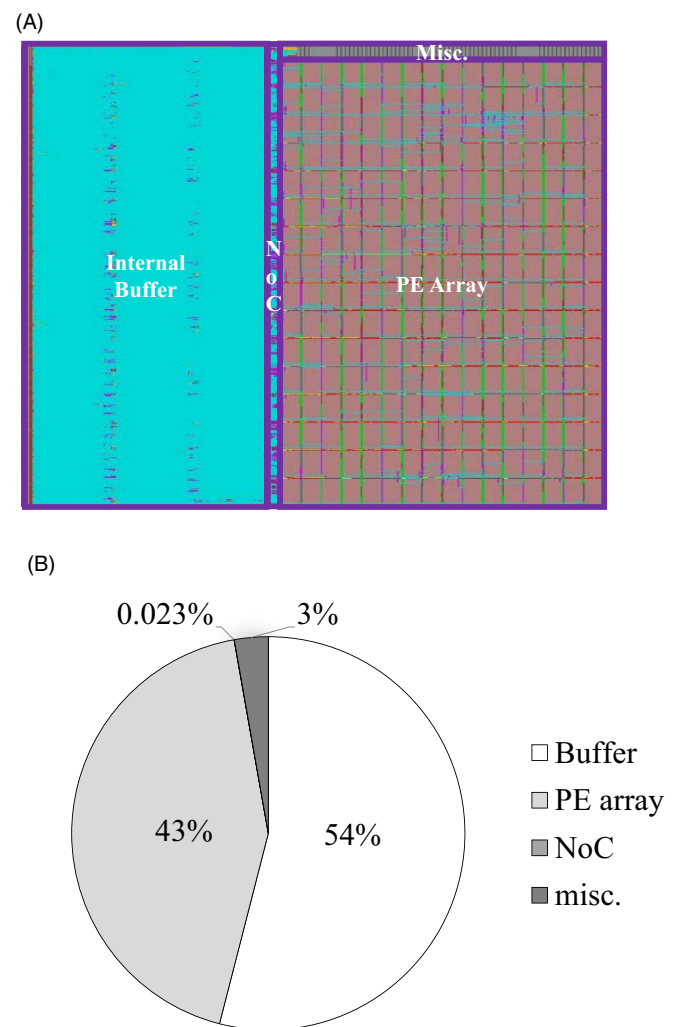 (A)
Misc.
Internal
Buffer
N
o
C
PE Array
(B)
0.023%
3%
43%
54%
Buffer
PE array
NoC
misc.